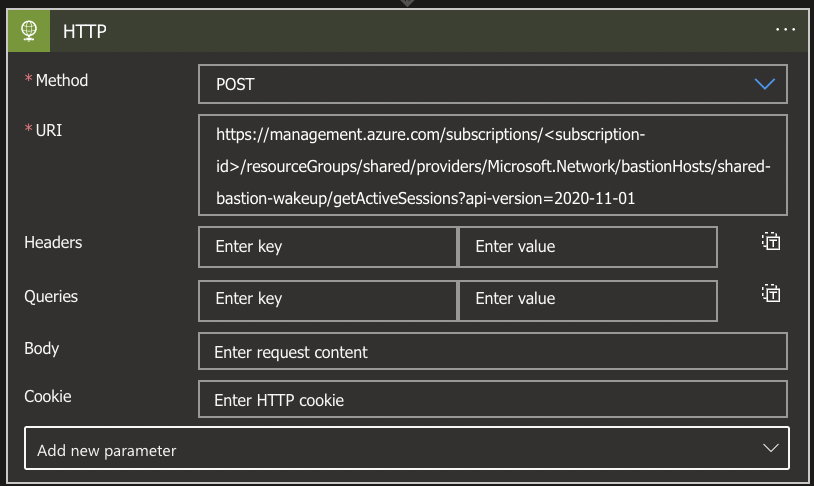 HTTP
...
* Method
POST
* URI
https://management.azure.com/subscriptions/<subscription-
id>/resourceGroups/shared/providers/Microsoft.Network/bastionHosts/shared-
bastion-wakeup/getActiveSessions?api-version=2020-11-01
Headers
Enter key
Enter value
Queries
Enter key
Enter value
Body
Enter request content
Cookie
Enter HTTP cookie
Add new parameter